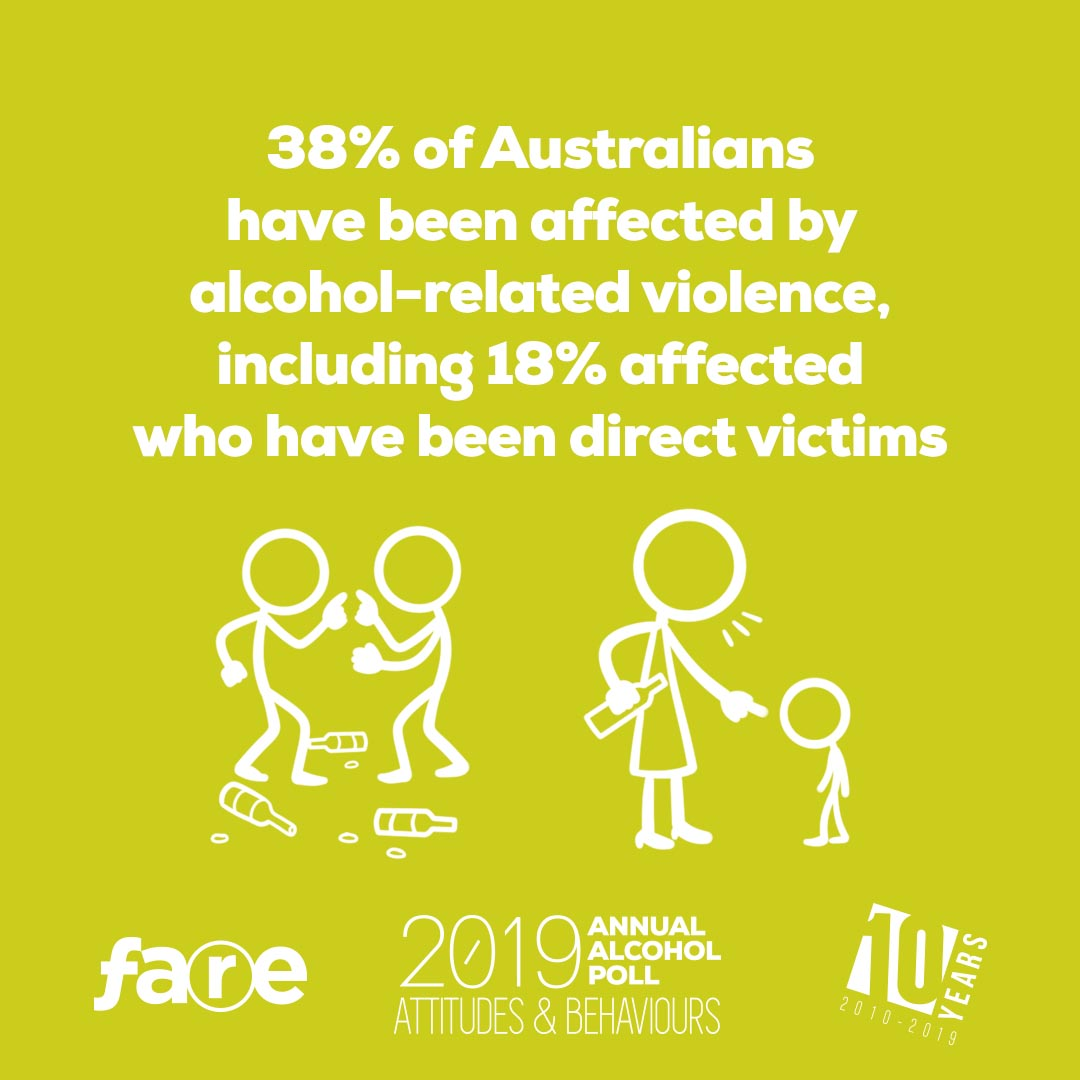 38% of Australians
have been affected by
alcohol-related violence,
including 18% affected
who have been direct victims
fare
2019 ANNUAL
ALCOHOL
POLL
ATTITUDES & BEHAVIOURS
10 YEARS
2010-2019